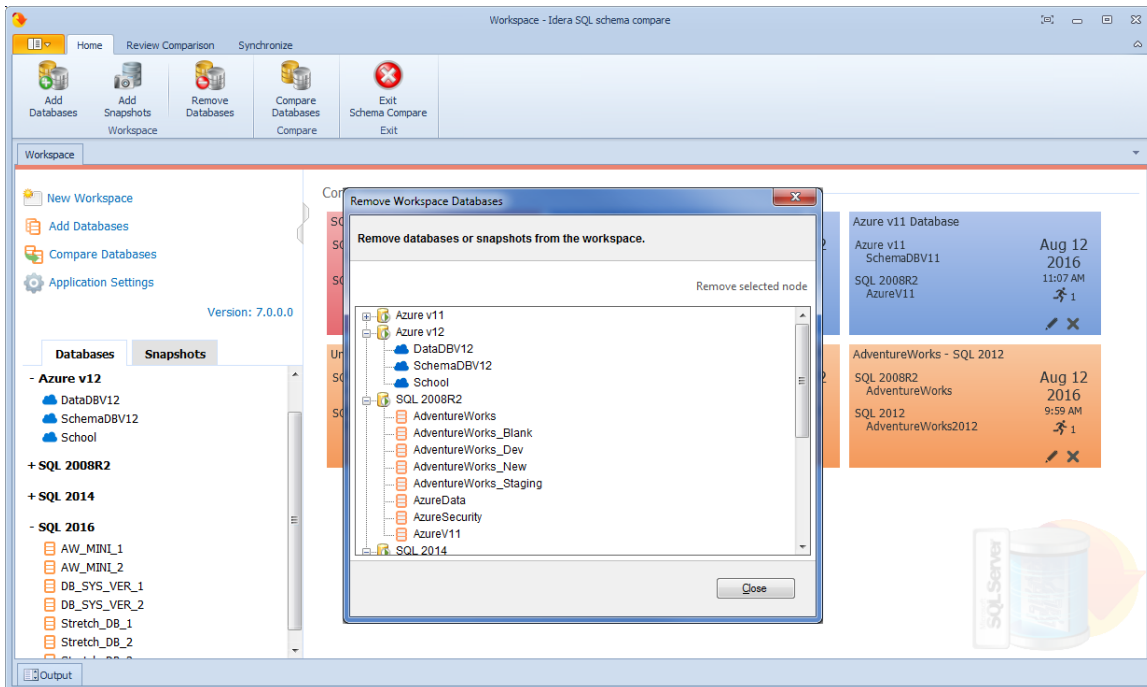 Workspace - Idera SQL schema compare
Home Review Comparison Synchronize
Add Databases
Add Snapshots
Remove Databases
Compare Databases
Exit Schema Compare
Workspace Compare Exit
Workspace
New Workspace
Add Databases
Compare Databases
Application Settings
Version: 7.0.0.0
Databases Snapshots
- Azure v12
DataDBV12
SchemaDBV12
School
+ SQL 2008R2
+ SQL 2014
- SQL 2016
AW_MINI_1
AW_MINI_2
DB_SYS_VER_1
DB_SYS_VER_2
Stretch_DB_1
Stretch_DB_2
Remove Workspace Databases
Remove databases or snapshots from the workspace.
Remove selected node
Azure v11
Azure v12
DataDBV12
SchemaDBV12
School
SQL 2008R2
AdventureWorks
AdventureWorks_Blank
AdventureWorks_Dev
AdventureWorks_New
AdventureWorks_Staging
AzureData
AzureSecurity
AzureV11
SQL 2014
Close
Azure v11 Database
Azure v11
SchemaDBV11
SQL 2008R2
AzureV11
Aug 12
2016
11:07 AM
1
AdventureWorks - SQL 2012
SQL 2008R2
AdventureWorks
SQL 2012
AdventureWorks2012
Aug 12
2016
9:59 AM
1
SQL Server
Output